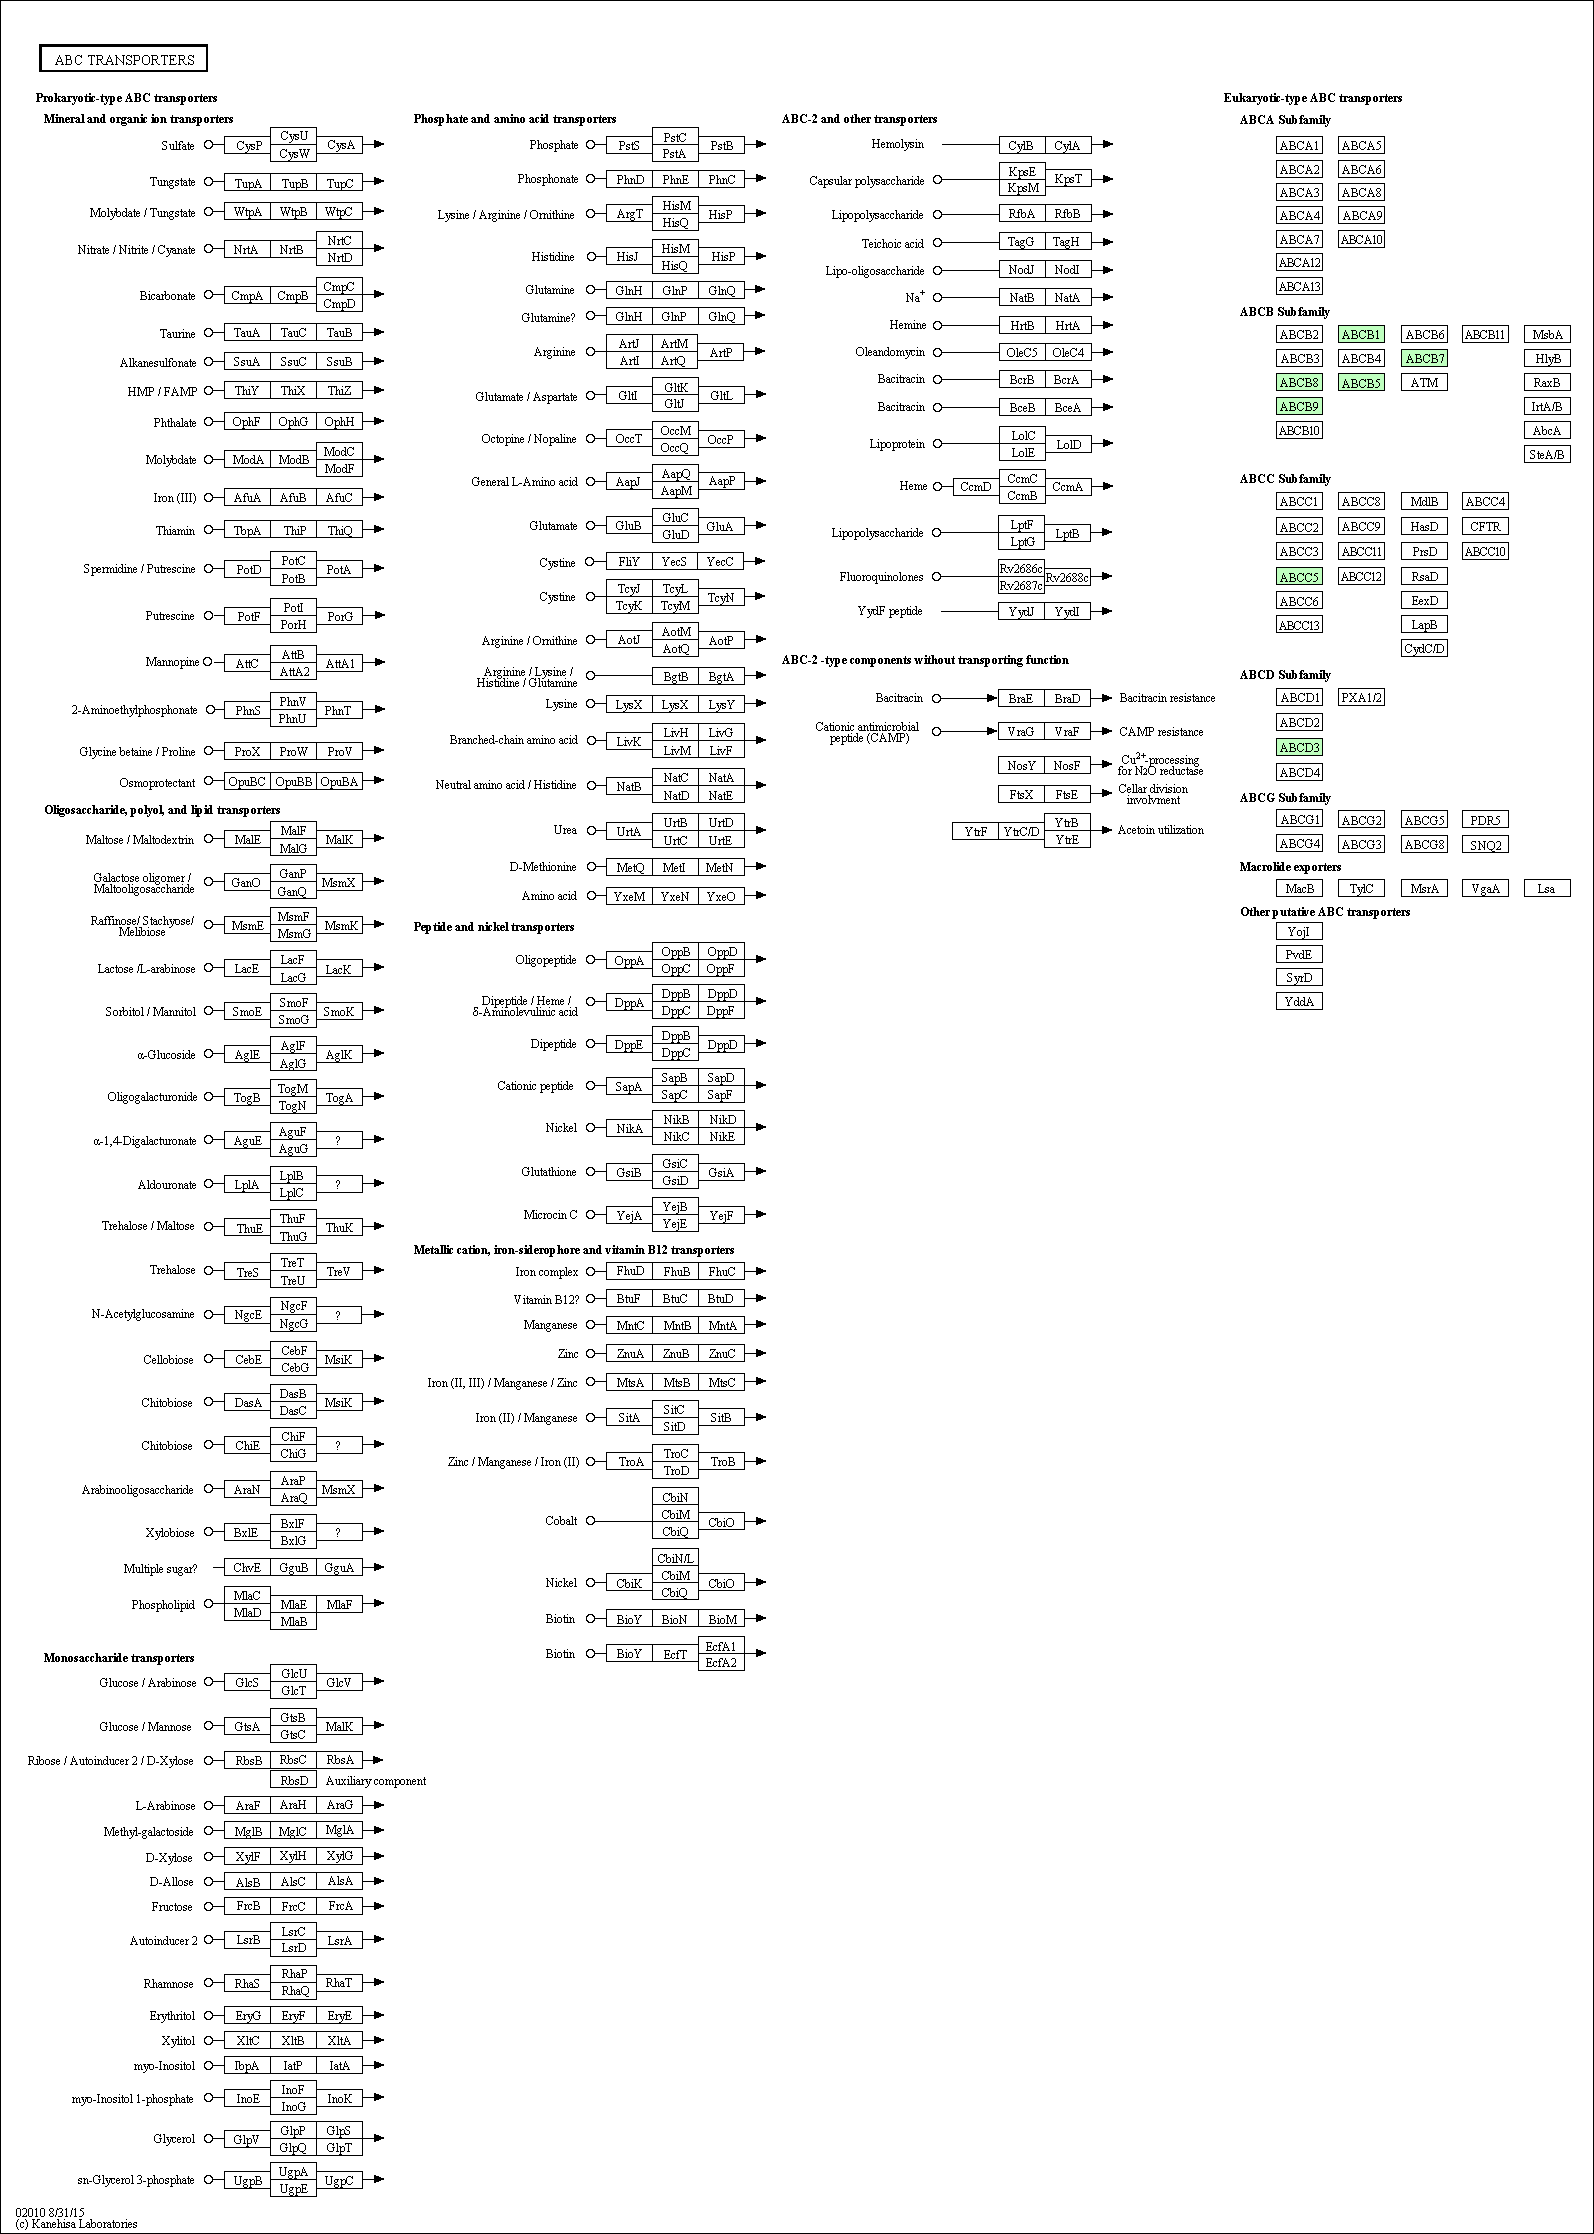 ABC TRANSPORTERS
Prokaryotic-type ABC transporters
Mineral and organic ion transporters
Sulfate CysP CysU CysW CysA
Tungstate TupA TupB TupC
Molybdate / Tungstate WtpA WtpB WtpC
Nitrate / Nitrite / Cyanate NrtA NrtB NrtC NrtD
Bicarbonate CmpA CmpB CmpC CmpD
Taurine TauA TauC TauB
Alkanesulfonate SsuA SsuC SsuB
HMP / FAMP ThiY ThiX ThiZ
Phthalate OphF OphG OphH
Molybdate ModA ModB ModC ModF
Iron (III) AfuA AfuB AfuC
Thiamin TbpA ThiP ThiQ
Spermidine / Putrescine PotD PotC PotB PotA
Putrescine PotF PotI PorH PorG
Mannopine AttC AttB AttA2 AttA1
2-Aminoethylphosphonate PhnS PhnV PhnU PhnT
Glycine betaine / Proline ProX ProW ProV
Osmoprotectant OpuBC OpuBB OpuBA
Oligosaccharide, polyol, and lipid transporters
Maltose / Maltodextrin MalE MalF MalG MalK
Galactose oligomer /
Maltooligosaccharide GanO GanP GanQ MsmX
Raffinose/ Stachyose/
Melibiose MsmE MsmF MsmG MsmK
Lactose /L-arabinose LacE LacF LacG LacK
Sorbitol / Mannitol SmoE SmoF SmoG SmoK
α-Glucoside AglE AglF AglG AglK
Oligogalacturonide TogB TogM TogN TogA
α-1,4-Digalacturonate AguE AguF AguG ?
Aldouronate LplA LplB LplC ?
Trehalose / Maltose ThuE ThuF ThuG ThuK
Trehalose TreS TreT TreU TreV
N-Acetylglucosamine NgcE NgcF NgcG ?
Cellobiose CebE CebF CebG MsiK
Chitobiose DasA DasB DasC MsiK
Chitobiose ChiE ChiF ChiG ?
Arabinooligosaccharide AraN AraP AraQ MsmX
Xylobiose BxlE BxlF BxlG ?
Multiple sugar? ChvE GguB GguA
Phospholipid MlaC MlaD MlaE MlaB MlaF
Monosaccharide transporters
Glucose / Arabinose GlcS GlcU GlcT GlcV
Glucose / Mannose GtsA GtsB GtsC MalK
Ribose / Autoinducer 2 / D-Xylose RbsB RbsC RbsA
RbsD Auxiliary component
L-Arabinose AraF AraH AraG
Methyl-galactoside MglB MglC MglA
D-Xylose XylF XylH XylG
D-Allose AlsB AlsC AlsA
Fructose FrcB FrcC FrcA
Autoinducer 2 LsrB LsrC LsrD LsrA
Rhamnose RhaS RhaP RhaQ RhaT
Erythritol EryG EryF EryE
Xylitol XltC XltB XltA
myo-Inositol IbpA IatP IatA
myo-Inositol 1-phosphate InoE InoF InoG InoK
Glycerol GlpV GlpP GlpQ GlpS GlpT
sn-Glycerol 3-phosphate UgpB UgpA UgpE UgpC
Phosphate and amino acid transporters
Phosphate PstS PstC PstA PstB
Phosphonate PhnD PhnE PhnC
Lysine / Arginine / Ornithine ArgT HisM HisQ HisP
Histidine HisJ HisM HisQ HisP
Glutamine GlnH GlnP GlnQ
Glutamine? GlnH GlnP GlnQ
Arginine ArtJ ArtI ArtM ArtQ ArtP
Glutamate / Aspartate GltI GltK GltJ GltL
Octopine / Nopaline OccT OccM OccQ OccP
General L-Amino acid AapJ AapQ AapM AapP
Glutamate GluB GluC GluD GluA
Cystine FliY YecS YecC
Cystine TcyJ TcyK TcyL TcyM TcyN
Arginine / Ornithine AotJ AotM AotQ AotP
Arginine / Lysine /
Histidine / Glutamine BgtB BgtA
Lysine LysX LysX LysY
Branched-chain amino acid LivK LivH LivM LivG LivF
Neutral amino acid / Histidine NatB NatC NatD NatA NatE
Urea UrtA UrtB UrtC UrtD UrtE
D-Methionine MetQ MetI MetN
Amino acid YxeM YxeN YxeO
Peptide and nickel transporters
Oligopeptide OppA OppB OppC OppD OppF
Dipeptide / Heme /
δ-Aminolevulinic acid DppA DppB DppC DppD DppF
Dipeptide DppE DppB DppC DppD
Cationic peptide SapA SapB SapC SapD SapF
Nickel NikA NikB NikC NikD NikE
Glutathione GsiB GsiC GsiD GsiA
Microcin C YejA YejB YejE YejF
Metallic cation, iron-siderophore and vitamin B12 transporters
Iron complex FhuD FhuB FhuC
Vitamin B12? BtuF BtuC BtuD
Manganese MntC MntB MntA
Zinc ZnuA ZnuB ZnuC
Iron (II, III) / Manganese / Zinc MtsA MtsB MtsC
Iron (II) / Manganese SitA SitC SitD SitB
Zinc / Manganese / Iron (II) TroA TroC TroD TroB
Cobalt CbiN CbiM CbiQ CbiO
Nickel CbiK CbiN/L CbiM CbiQ CbiO
Biotin BioY BioN BioM
Biotin BioY EcfT EcfA1 EcfA2
ABC-2 and other transporters
Hemolysin CylB CylA
Capsular polysaccharide KpsE KpsM KpsT
Lipopolysaccharide RfbA RfbB
Teichoic acid TagG TagH
Lipo-oligosaccharide NodJ NodI
Na+ NatB NatA
Hemine HrtB HrtA
Oleandomycin OleC5 OleC4
Bacitracin BcrB BcrA
Bacitracin BceB BceA
Lipoprotein LolC LolE LolD
Heme CcmD CcmC CcmB CcmA
Lipopolysaccharide LptF LptG LptB
Fluoroquinolones Rv2686c Rv2687c Rv2688c
YydF peptide YydJ YydI
ABC-2 -type components without transporting function
Bacitracin BraE BraD Bacitracin resistance
Cationic antimicrobial
peptide (CAMP) VraG VraF CAMP resistance
NosY NosF Cu2+-processing
for N2O reductase
FtsX FtsE Cellar division
involvment
YtrF YtrC/D YtrB YtrE Acetoin utilization
Eukaryotic-type ABC transporters
ABCA Subfamily
ABCA1 ABCA5
ABCA2 ABCA6
ABCA3 ABCA8
ABCA4 ABCA9
ABCA7 ABCA10
ABCA12
ABCA13
ABCB Subfamily
ABCB2 ABCB1 ABCB6 ABCB11 MsbA
ABCB3 ABCB4 ABCB7 HlyB
ABCB8 ABCB5 ATM RaxB
ABCB9 IrtA/B
ABCB10 AbcA
SteA/B
ABCC Subfamily
ABCC1 ABCC8 MdlB ABCC4
ABCC2 ABCC9 HasD CFTR
ABCC3 ABCC11 PrsD ABCC10
ABCC5 ABCC12 RsaD
ABCC6 EexD
ABCC13 LapB
CydC/D
ABCD Subfamily
ABCD1 PXA1/2
ABCD2
ABCD3
ABCD4
ABCG Subfamily
ABCG1 ABCG2 ABCG5 PDR5
ABCG4 ABCG3 ABCG8 SNQ2
Macrolide exporters
MacB TylC MsrA VgaA Lsa
Other putative ABC transporters
YojI
PvdE
SyrD
YddA
02010 8/31/15
(c) Kanehisa Laboratories